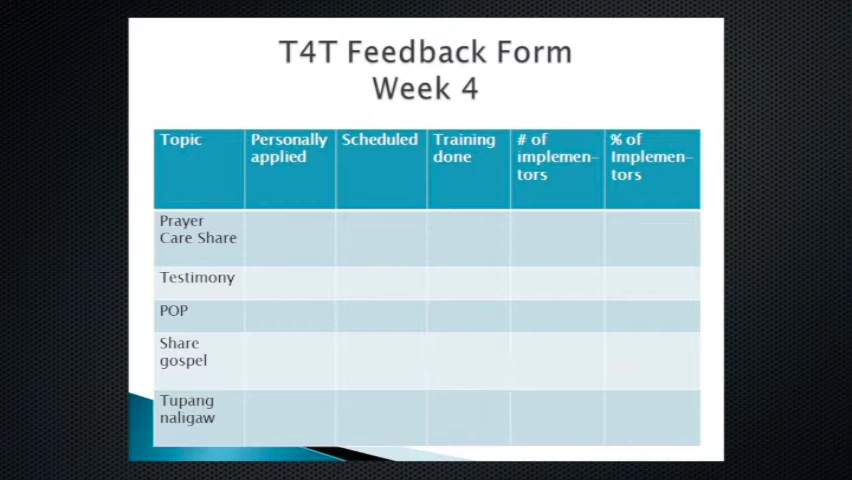 T4T Feedback Form
Week 4
Topic
Personally
applied
Scheduled
Training
done
# of
implemen-
tors
% of
Implemen-
tors
Prayer
Care Share
Testimony
POP
Share
gospel
Tupang
naligaw